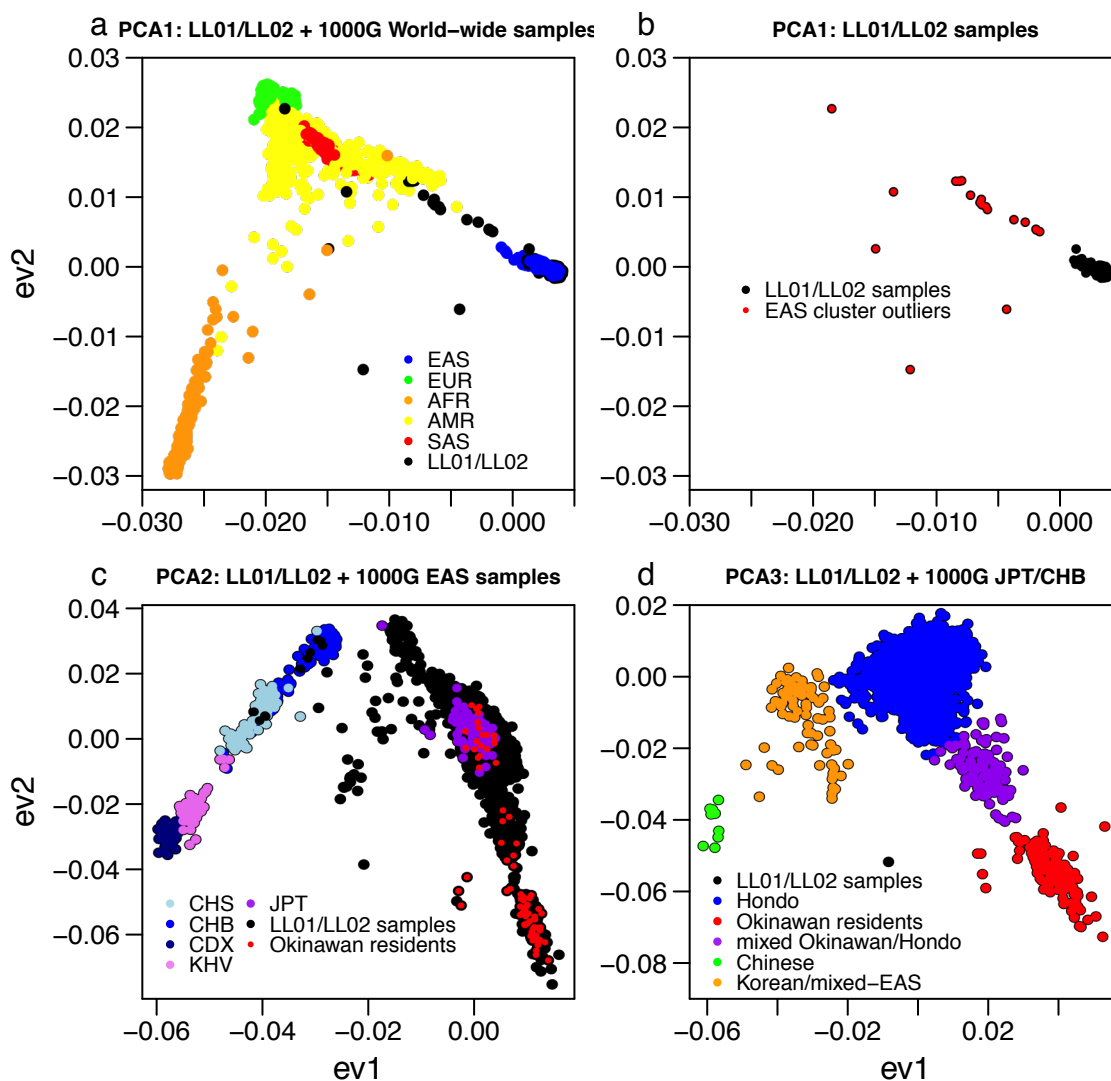 a PCA1: LL01/LL02 + 1000G World−wide samples
ev2
0.03
0.02
0.01
0.00
−0.01
−0.02
−0.03
−0.030 −0.020 −0.010 0.000
EAS
EUR
AFR
AMR
SAS
LL01/LL02
b PCA1: LL01/LL02 samples
0.03
0.02
0.01
0.00
−0.01
−0.02
−0.03
−0.030 −0.020 −0.010 0.000
LL01/LL02 samples
EAS cluster outliers
c PCA2: LL01/LL02 + 1000G EAS samples
ev2
0.04
0.02
0.00
−0.02
−0.04
−0.06
−0.06 −0.04 −0.02 0.00
ev1
CHS JPT
CHB LL01/LL02 samples
CDX Okinawan residents
KHV
d PCA3: LL01/LL02 + 1000G JPT/CHB
0.02
0.00
−0.02
−0.04
−0.06
−0.08
−0.06 −0.02 0.02
ev1
LL01/LL02 samples
Hondo
Okinawan residents
mixed Okinawan/Hondo
Chinese
Korean/mixed−EAS